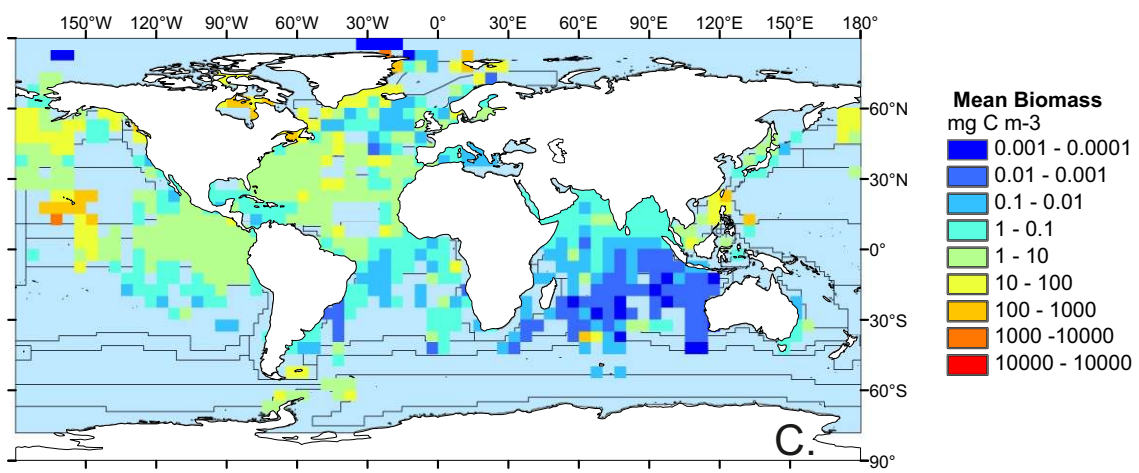 150°W 120°W 90°W 60°W 30°W 0° 30°E 60°E 90°E 120°E 150°E 180°
60°N
30°N
0°
30°S
60°S
90°
C.
Mean Biomass
mg C m-3
0.001 - 0.0001
0.01 - 0.001
0.1 - 0.01
1 - 0.1
1 - 10
10 - 100
100 - 1000
1000 -10000
10000 - 10000